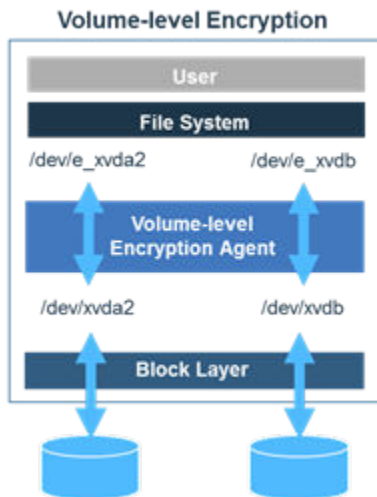 Volume-level Encryption
User
File System
/dev/e_xvda2 /dev/e_xvdb
Volume-level
Encryption Agent
/dev/xvda2 /dev/xvdb
Block Layer